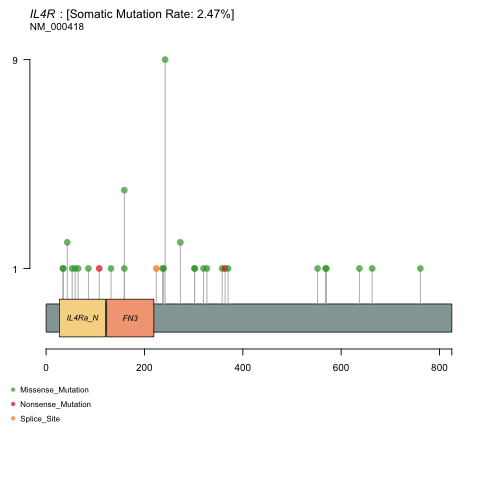 IL4R : [Somatic Mutation Rate: 2.47%]
NM_000418
9
1
IL4Ra_N FN3
0 200 400 600 800
Missense_Mutation
Nonsense_Mutation
Splice_Site